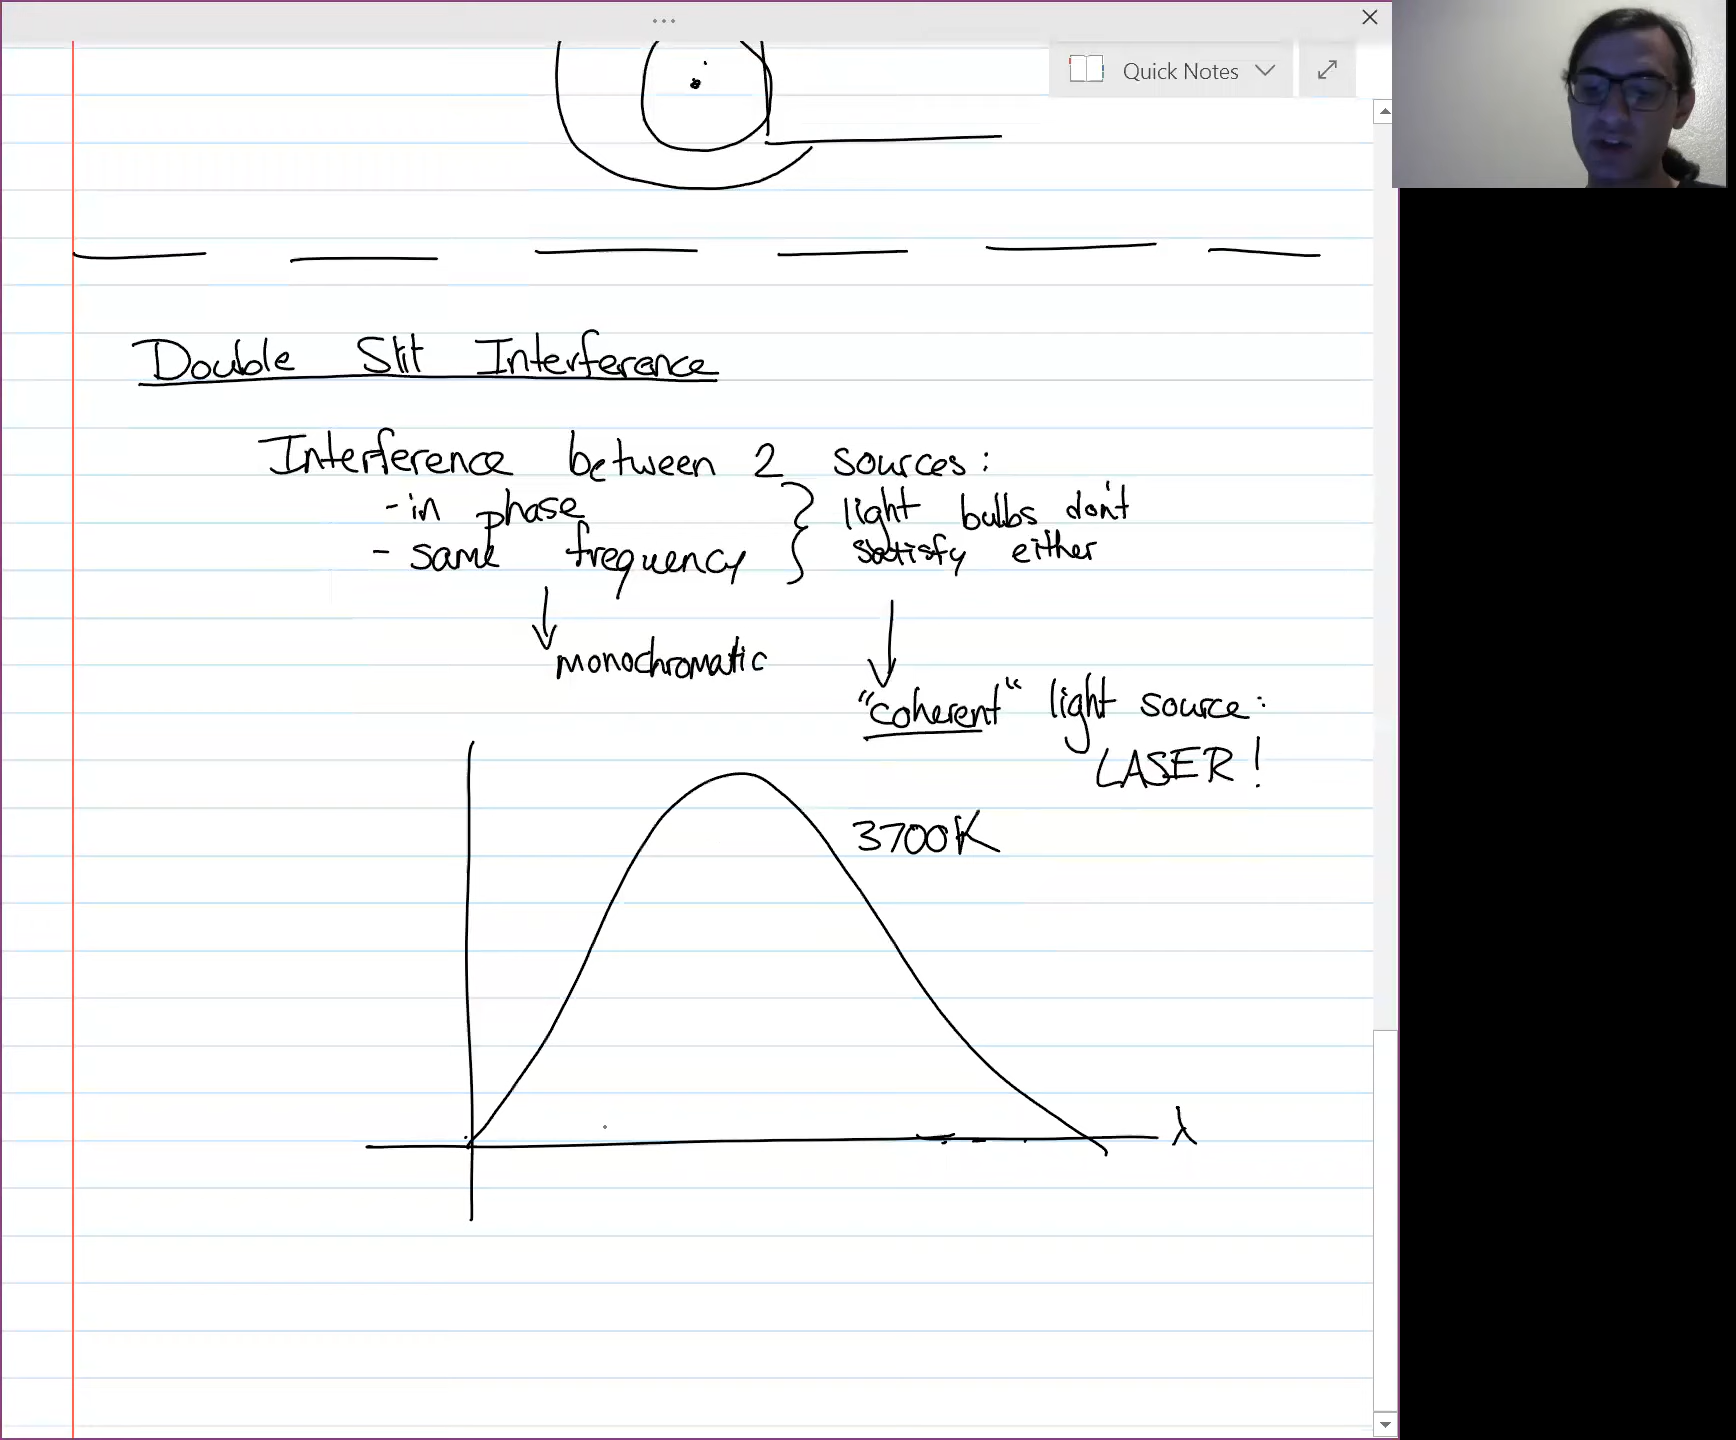 Quick Notes
Double Slit Interference
Interference between 2 sources:
- in phase
- same frequency
light bulbs don't
satisfy either
monochromatic
"coherent" light source:
LASER!
3700K
λ